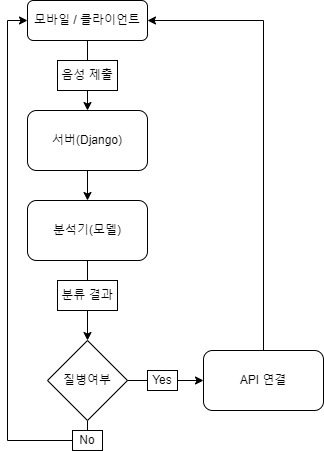 모바일 / 클라이언트
음성 제출
서버(Django)
분석기(모델)
분류 결과
질병여부
Yes
API 연결
No